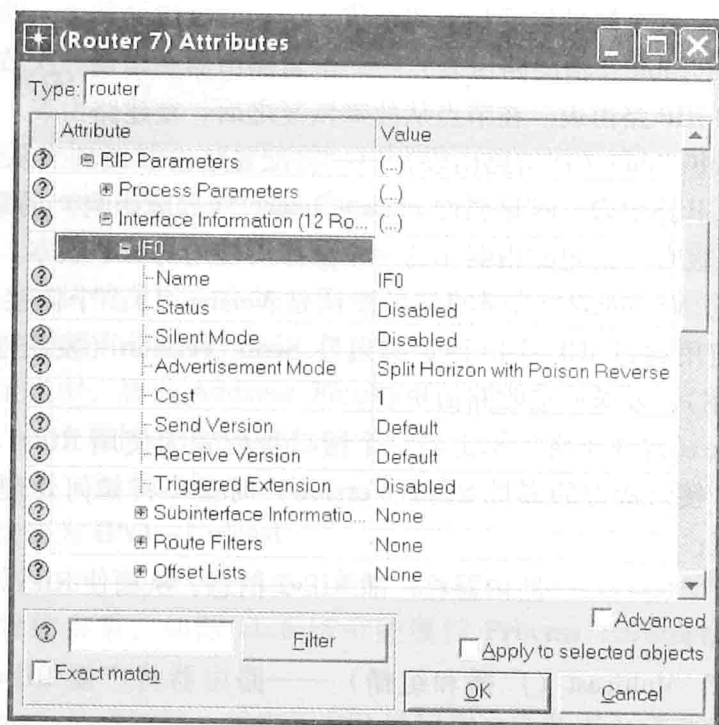 (Router 7) Attributes
Type: router
Attribute Value
RIP Parameters (...)
Process Parameters (...)
Interface Information (12 Ro... (...)
IF0
Name IF0
Status Disabled
Silent Mode Disabled
Advertisement Mode Split Horizon with Poison Reverse
Cost 1
Send Version Default
Receive Version Default
Triggered Extension Disabled
Subinterface Informatio... None
Route Filters None
Offset Lists None
Advanced
Filter
Apply to selected objects
Exact match
OK Cancel